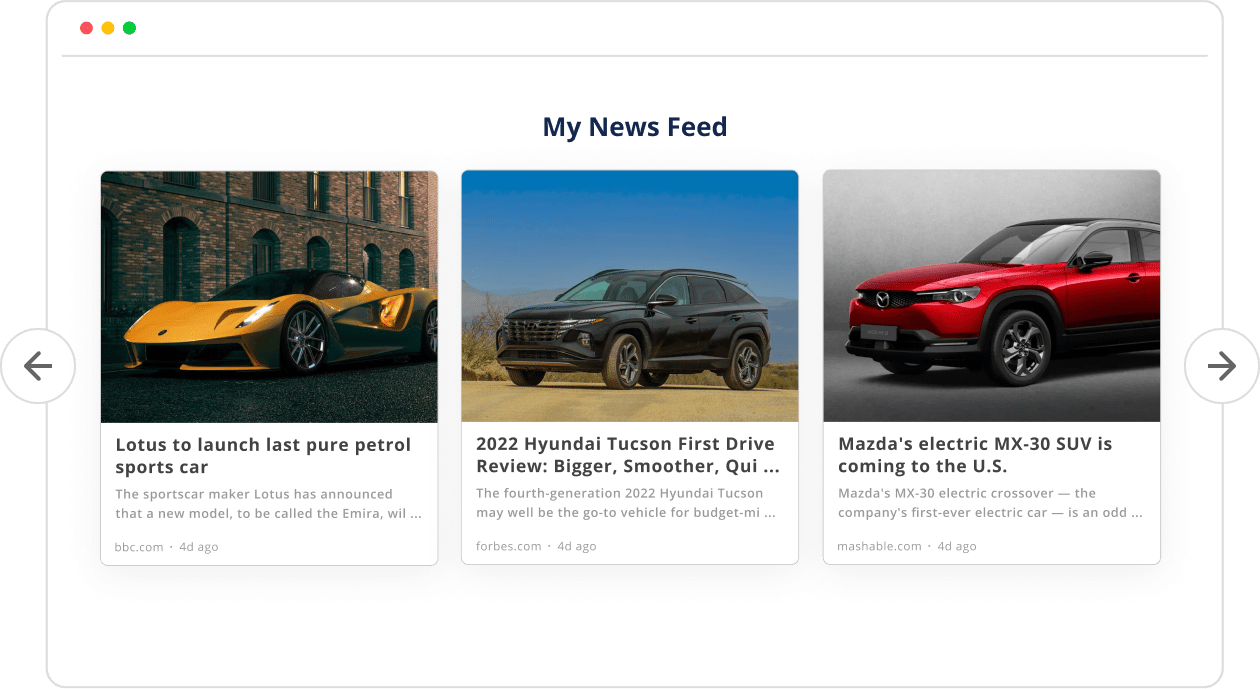 My News Feed
Lotus to launch last pure petrol
sports car
The sportscar maker Lotus has announced
that a new model, to be called the Emira, wil ...
bbc.com · 4d ago
2022 Hyundai Tucson First Drive
Review: Bigger, Smoother, Qui ...
The fourth-generation 2022 Hyundai Tucson
may well be the go-to vehicle for budget-mi ...
forbes.com · 4d ago
Mazda's electric MX-30 SUV is
coming to the U.S.
Mazda's MX-30 electric crossover — the
company's first-ever electric car — is an odd ...
mashable.com · 4d ago